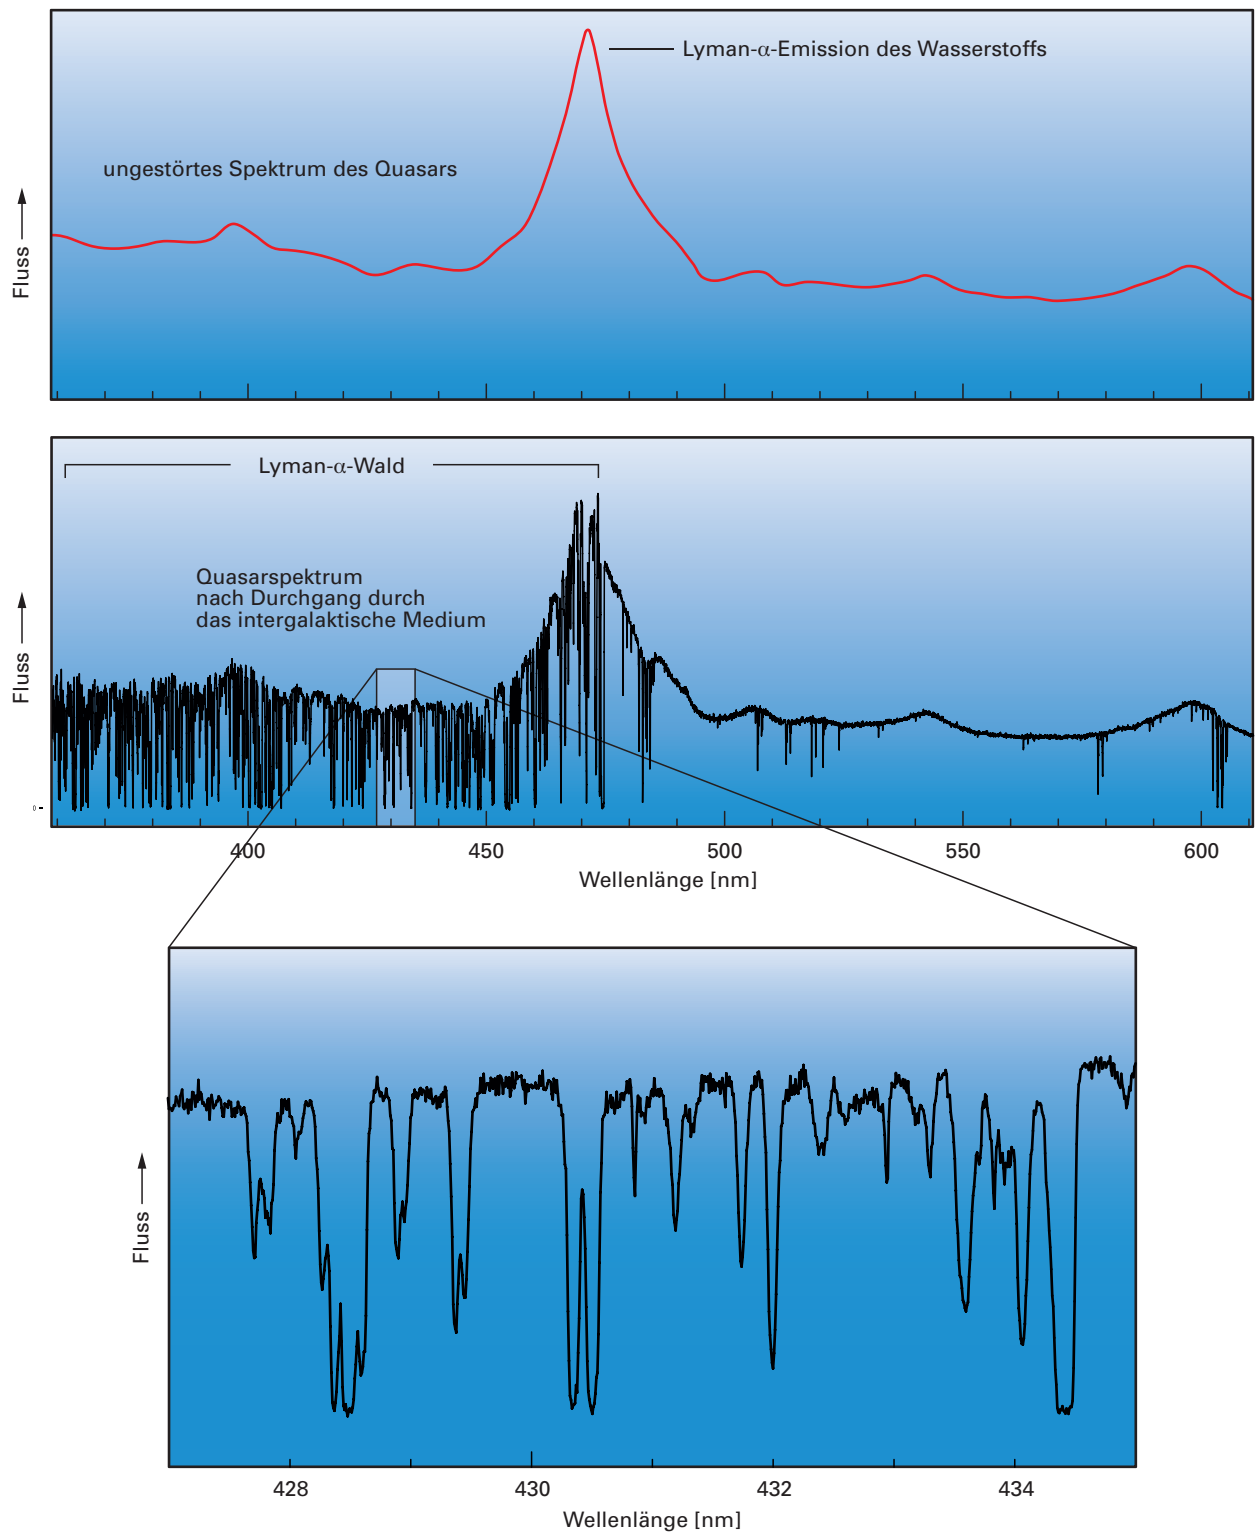 Lyman-α-Emission des Wasserstoffs
ungestörtes Spektrum des Quasars
Fluss
Lyman-α-Wald
Quasarspektrum
nach Durchgang durch
das intergalaktische Medium
Fluss
0
400 450 500 550 600
Wellenlänge [nm]
Fluss
428 430 432 434
Wellenlänge [nm]